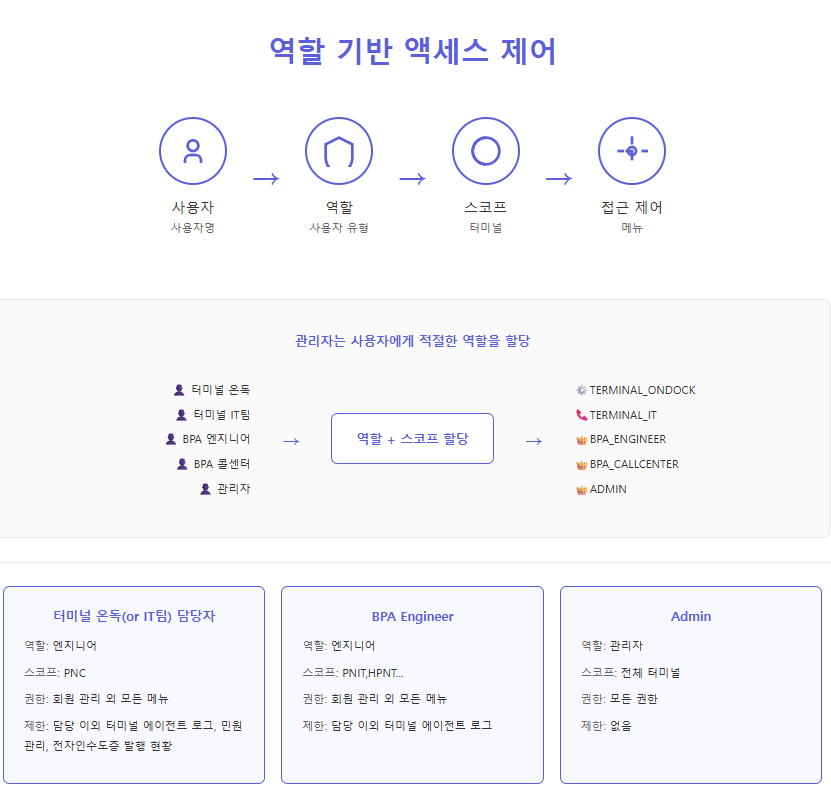 역할 기반 액세스 제어
사용자
사용자명
→
역할
사용자 유형
→
스코프
터미널
→
접근 제어
메뉴
관리자는 사용자에게 적절한 역할을 할당
터미널 온독
터미널 IT팀
BPA 엔지니어
BPA 콜센터
관리자
→
역할 + 스코프 할당
→
TERMINAL_ONDOCK
TERMINAL_IT
BPA_ENGINEER
BPA_CALLCENTER
ADMIN
터미널 온독(or IT팀) 담당자
역할: 엔지니어
스코프: PNC
권한: 회원 관리 외 모든 메뉴
제한: 담당 이외 터미널 에이전트 로그, 민원
관리, 전자인수도증 발행 현황
BPA Engineer
역할: 엔지니어
스코프: PNIT,HPNT...
권한: 회원 관리 외 모든 메뉴
제한: 담당 이외 터미널 에이전트 로그
Admin
역할: 관리자
스코프: 전체 터미널
권한: 모든 권한
제한: 없음